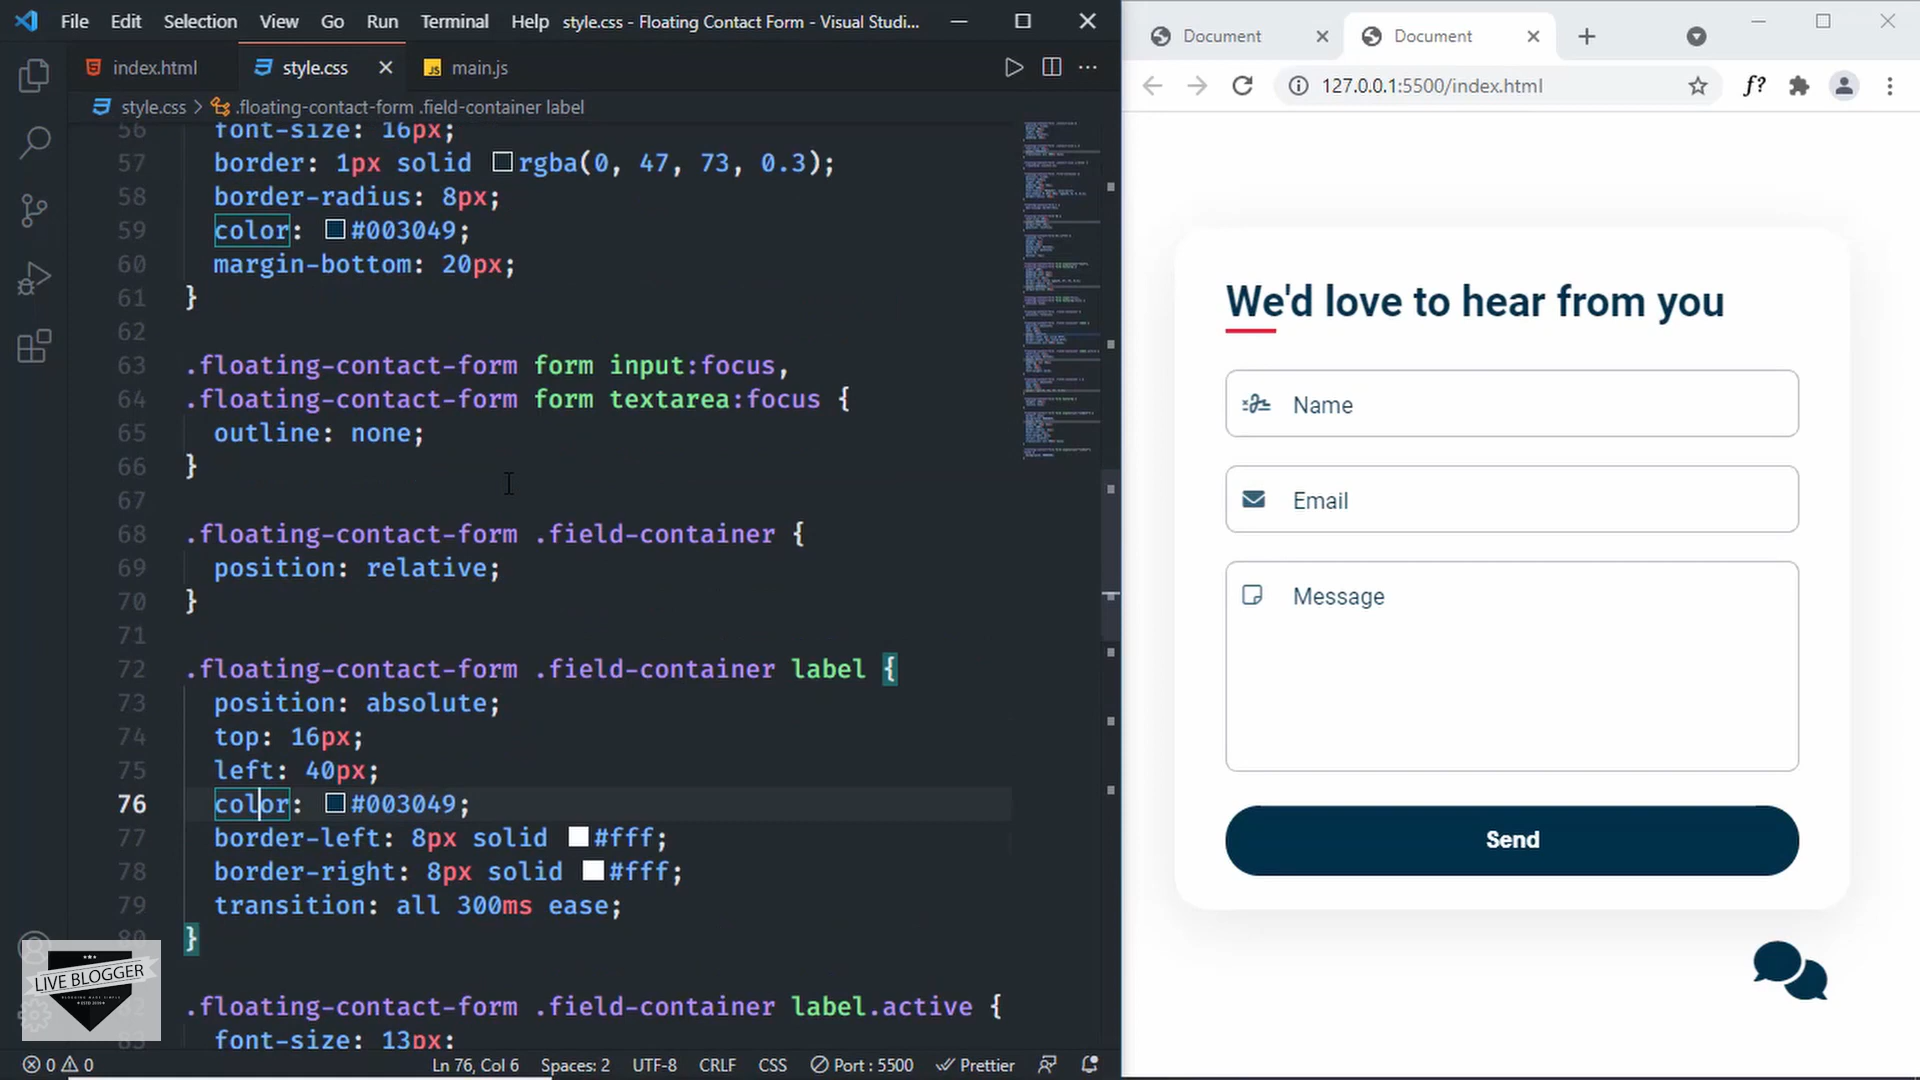 File Edit Selection View Go Run Terminal Help style.css - Floating Contact Form - Visual Studi...
index.html style.css main.js
style.css > .floating-contact-form .field-container label
56 font-size: 16px;
57 border: 1px solid rgba(0, 47, 73, 0.3);
58 border-radius: 8px;
59 color: #003049;
60 margin-bottom: 20px;
61 }
62
63 .floating-contact-form form input:focus,
64 .floating-contact-form form textarea:focus {
65 outline: none;
66 }
67
68 .floating-contact-form .field-container {
69 position: relative;
70 }
71
72 .floating-contact-form .field-container label {
73 position: absolute;
74 top: 16px;
75 left: 40px;
76 color: #003049;
77 border-left: 8px solid #fff;
78 border-right: 8px solid #fff;
79 transition: all 300ms ease;
80 }
.floating-contact-form .field-container label.active {
font-size: 13px;
LIVE BLOGGER
0 0 Ln 76, Col 6 Spaces: 2 UTF-8 CRLF CSS Port : 5500 Prettier
Document Document
127.0.0.1:5500/index.html f?
We'd love to hear from you
Name
Email
Message
Send